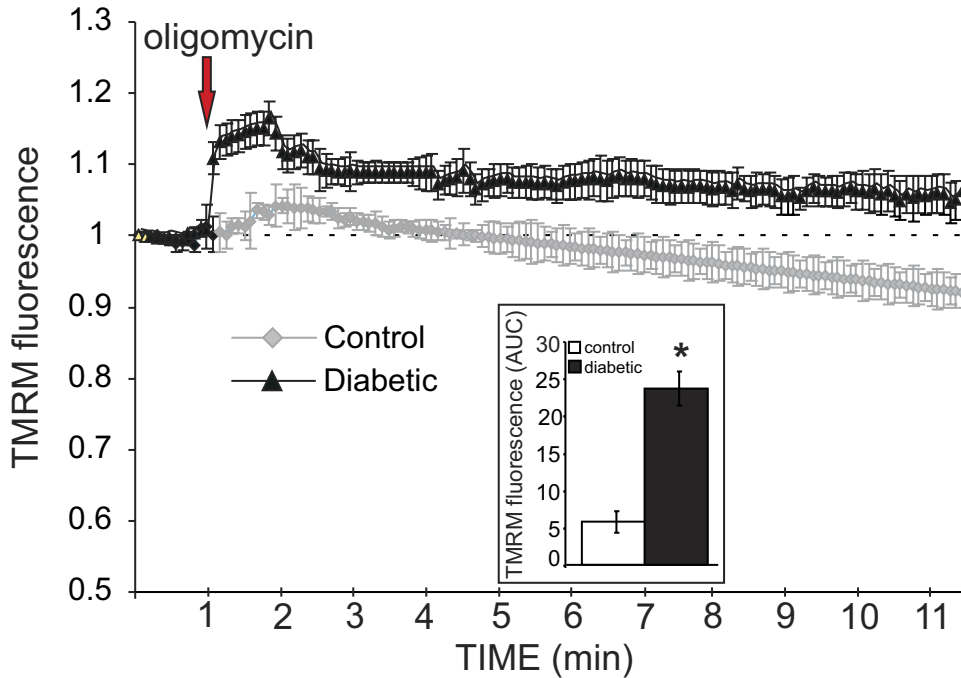 1.3
oligomycin
1.2
1.1
1
0.9
0.8
0.7
0.6
0.5
TMRM fluorescence
Control
Diabetic
TMRM fluorescence (AUC)
30
25
20
15
10
5
0
control
diabetic
*
1 2 3 4 5 6 7 8 9 10 11
TIME (min)